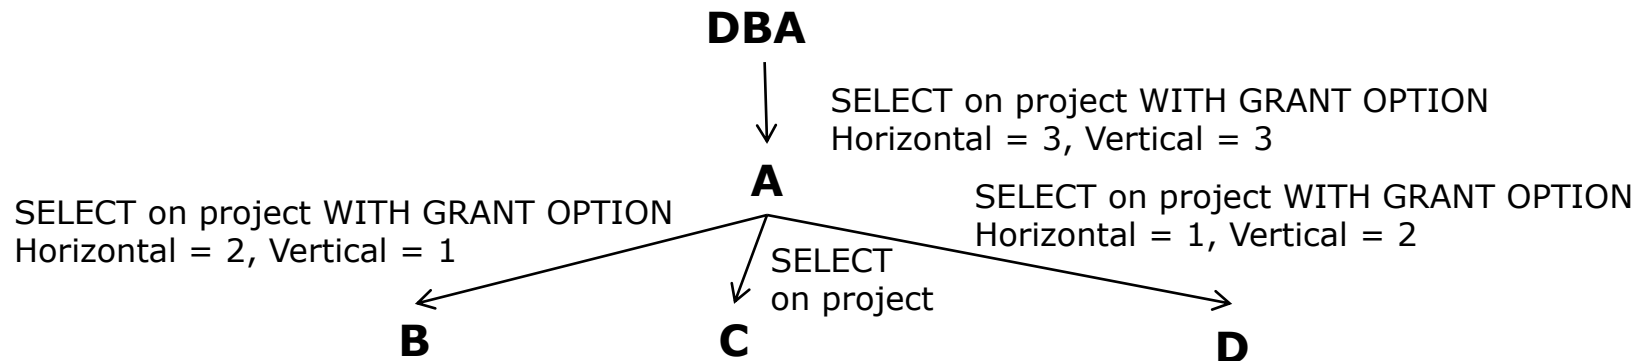 DBA
SELECT on project WITH GRANT OPTION
Horizontal = 3, Vertical = 3
A
SELECT on project WITH GRANT OPTION
Horizontal = 2, Vertical = 1
SELECT
on project
SELECT on project WITH GRANT OPTION
Horizontal = 1, Vertical = 2
B
C
D